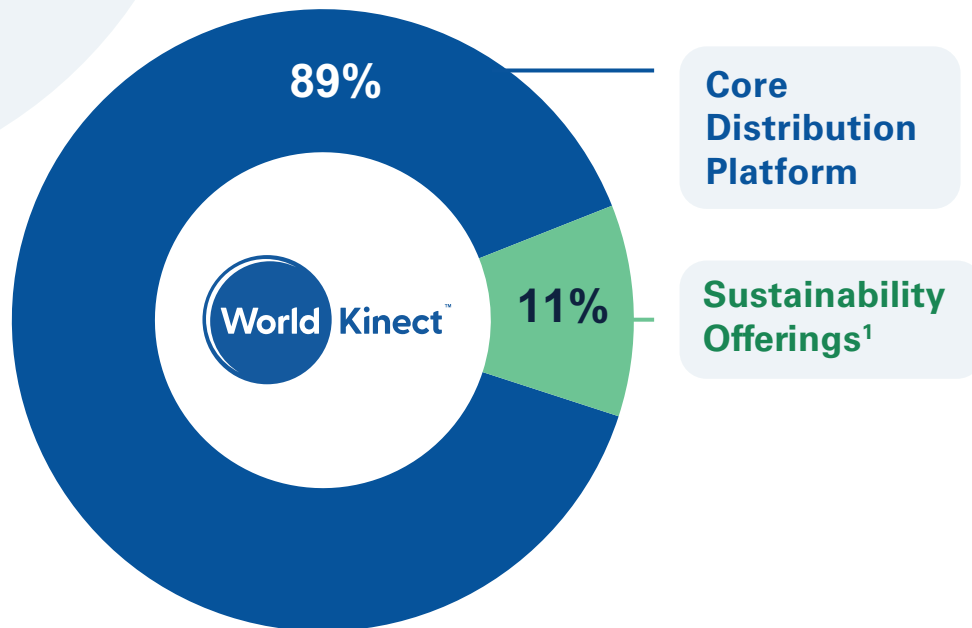 89%
Core
Distribution
Platform
Sustainability
Offerings¹
11%
World Kinect™